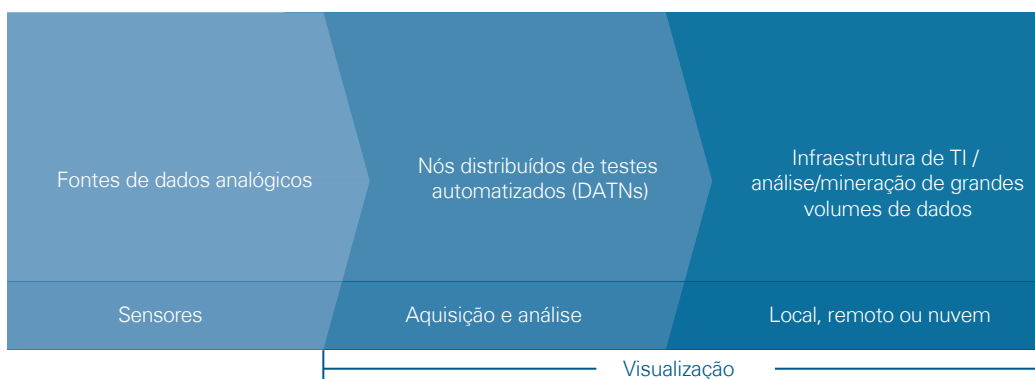 Fontes de dados analógicos
Nós distribuídos de testes
automatizados (DATNs)
Infraestrutura de TI /
análise/mineração de grandes
volumes de dados
Sensores
Aquisição e análise
Local, remoto ou nuvem
Visualização